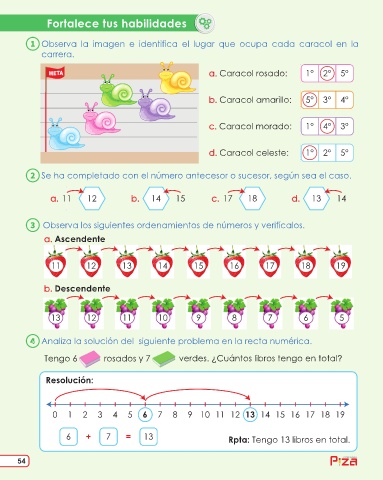 Fortalece tus habilidades
1 Observa la imagen e identifica el lugar que ocupa cada caracol en la
carrera.
META
a. Caracol rosado: 1° 2° 5°
b. Caracol amarillo: 5° 3° 4°
c. Caracol morado: 1° 4° 3°
d. Caracol celeste: 1° 2° 5°
2 Se ha completado con el número antecesor o sucesor, según sea el caso.
a. 11 12 b. 14 15 c. 17 18 d. 13 14
3 Observa los siguientes ordenamientos de números y verifícalos.
a. Ascendente
11 12 13 14 15 16 17 18 19
b. Descendente
13 12 11 10 9 8 7 6 5
4 Analiza la solución del siguiente problema en la recta numérica.
Tengo 6 rosados y 7 verdes. ¿Cuántos libros tengo en total?
Resolución:
0 1 2 3 4 5 6 7 8 9 10 11 12 13 14 15 16 17 18 19
6 + 7 = 13
Rpta: Tengo 13 libros en total.
54
Piza